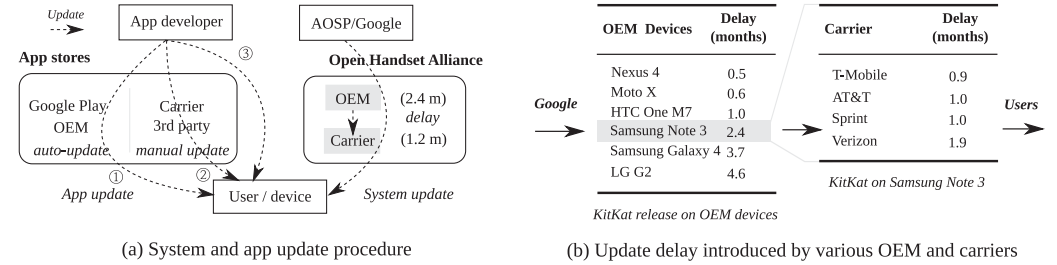 Update
App developer
AOSP/Google
③
App stores
Open Handset Alliance
Google Play
OEM
auto-update
Carrier
3rd party
manual update
OEM
(2.4 m)
delay
Carrier
(1.2 m)
①
②
App update
User / device
System update
(a) System and app update procedure
Google
OEM Devices
Delay
(months)
Nexus 4 0.5
Moto X 0.6
HTC One M7 1.0
Samsung Note 3 2.4
Samsung Galaxy 4 3.7
LG G2 4.6
KitKat release on OEM devices
Carrier
Delay
(months)
T-Mobile 0.9
AT&T 1.0
Sprint 1.0
Verizon 1.9
KitKat on Samsung Note 3
Users
(b) Update delay introduced by various OEM and carriers